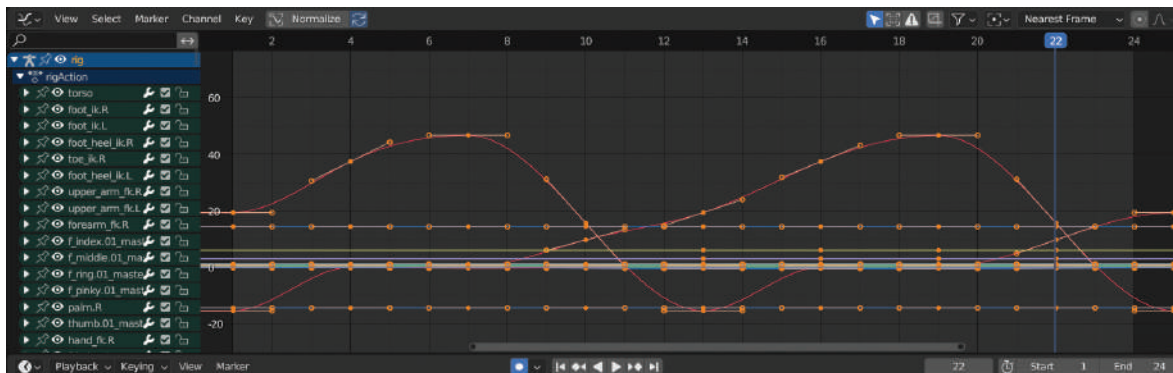 View Select Marker Channel Key Normalize Nearest Frame
2 4 6 8 10 12 14 16 18 20 22 24
rig
rigAction
torso
foot_ik.R
foot_ik.L
foot_heel_ik.R
toe_ik.R
foot_heel_ik.L
upper_arm_fk.R
upper_arm_fk.L
forearm_fk.R
f_index.01_mast
f_middle.01_ma
f_ring.01_maste
f_pinky.01_mast
palm.R
thumb.01_mast
hand_fk.R
60
40
20
0
-20
Playback Keying View Marker 22 Start 1 End 24